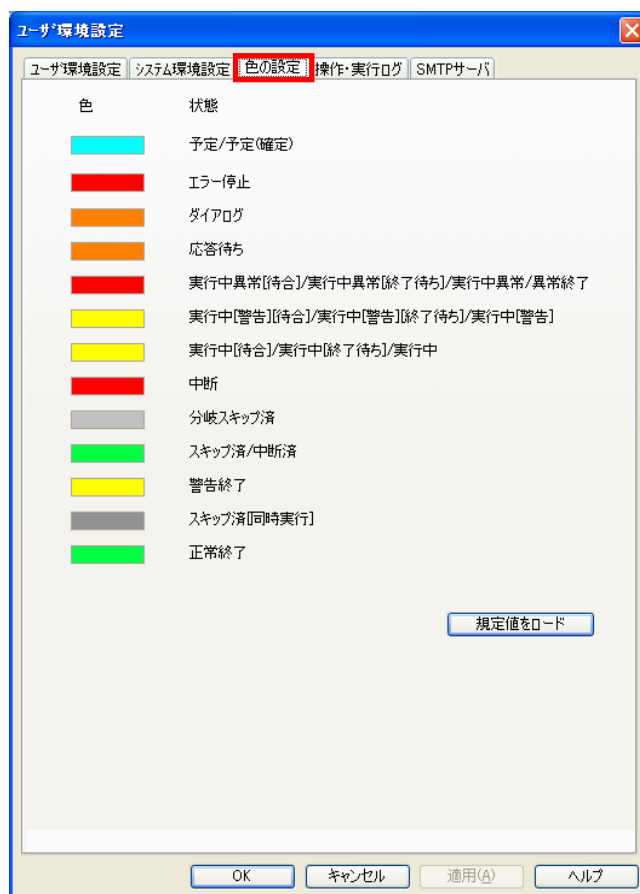 ユーザ環境設定
ユーザ環境設定 システム環境設定 色の設定 操作・実行ログ SMTPサーバ
色 状態
予定/予定(確定)
エラー停止
ダイアログ
応答待ち
実行中異常[待合]/実行中異常[終了待ち]/実行中異常/異常終了
実行中[警告][待合]/実行中[警告][終了待ち]/実行中[警告]
実行中[待合]/実行中[終了待ち]/実行中
中断
分岐スキップ済
スキップ済/中断済
警告終了
スキップ済[同時実行]
正常終了
規定値をロード
OK キャンセル 適用(A) ヘルプ